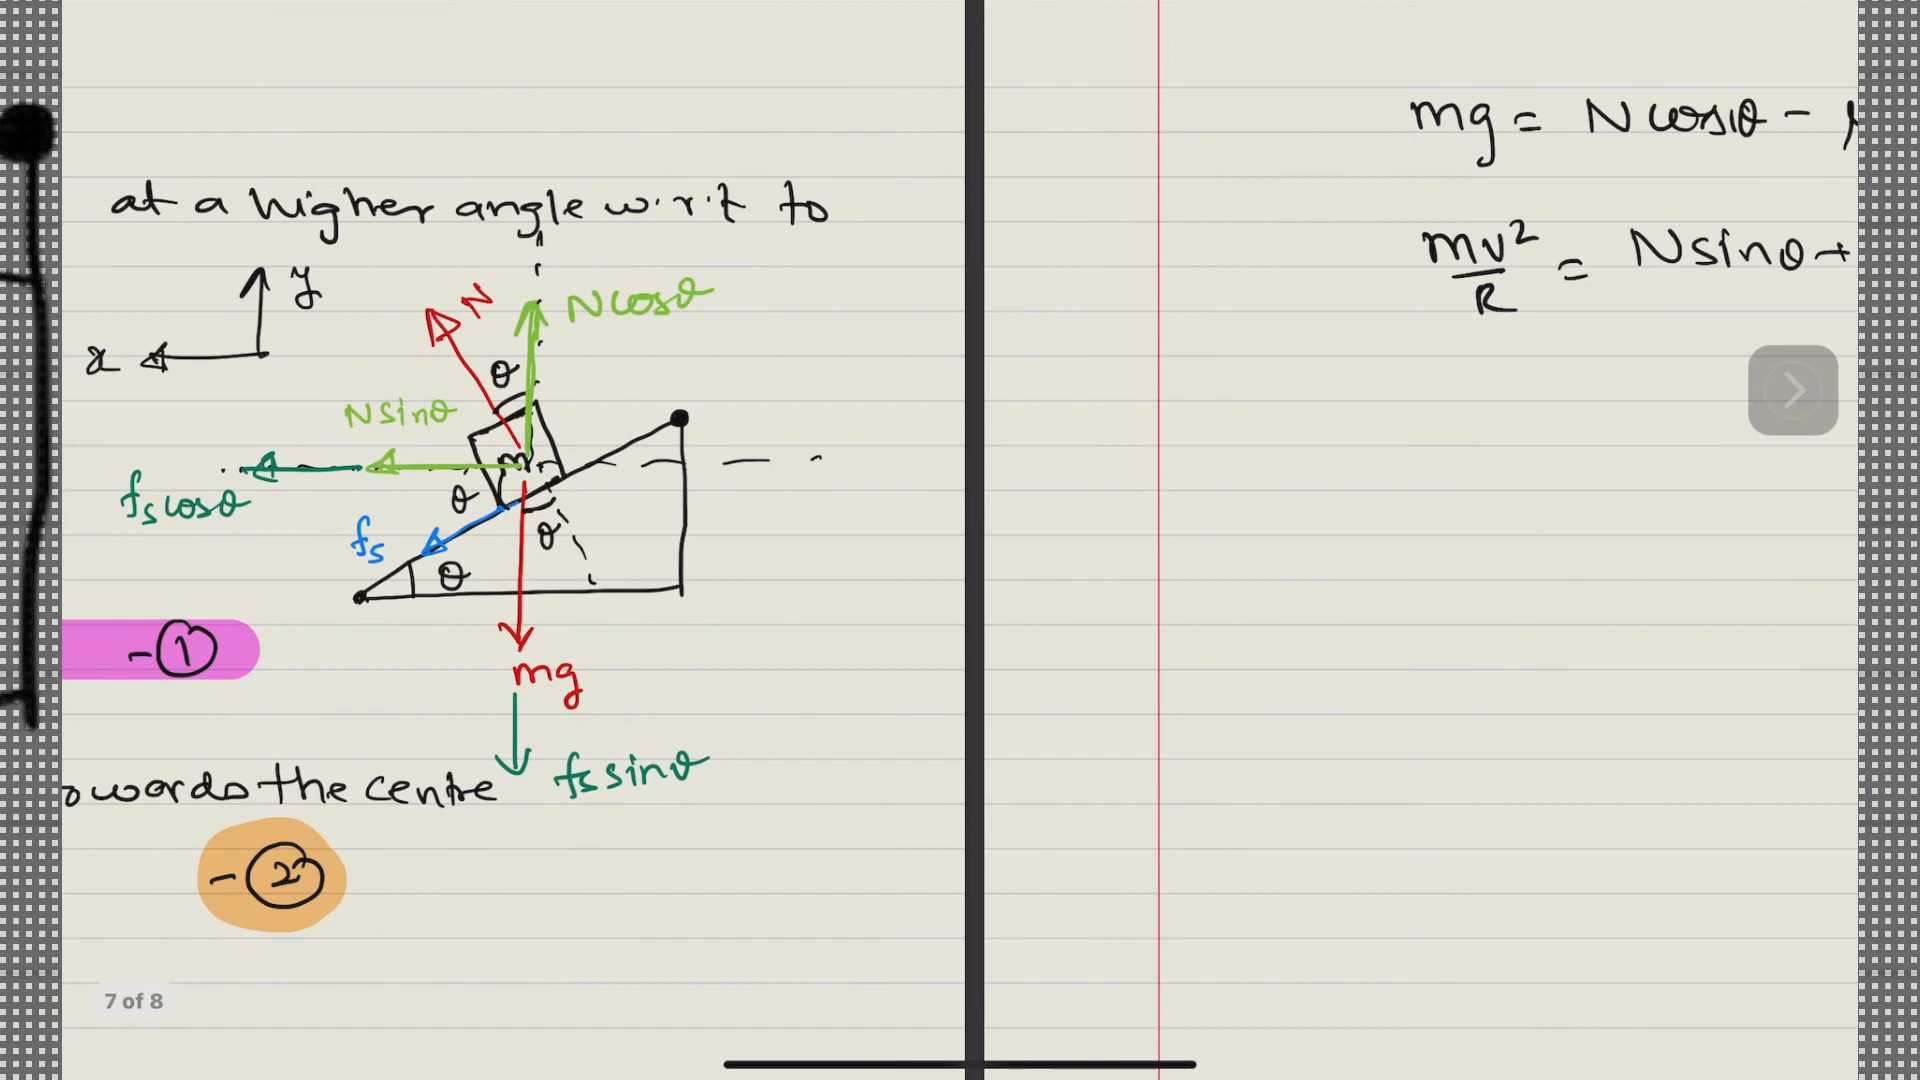 at a higher angle w.r.t to
y
x
N
N cosθ
θ
N sinθ
m
fs cosθ
θ
fs
θ
θ
mg
-①
fs sinθ
owards the centre
-②
7 of 8
mg = N cosθ -
mv²/R = N sinθ +